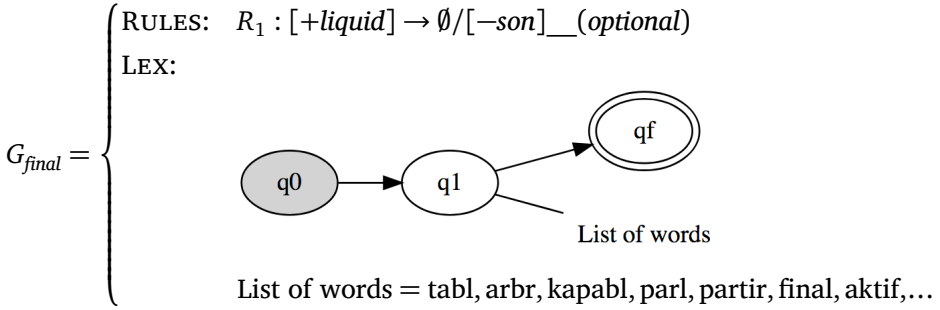 RULES: R₁ : [+liquid] → ∅/[−son]__(optional)
LEX:
qf
G_final =
q0 q1
List of words
List of words = tabl, arbr, kapabl, parl, partir, final, aktif,…